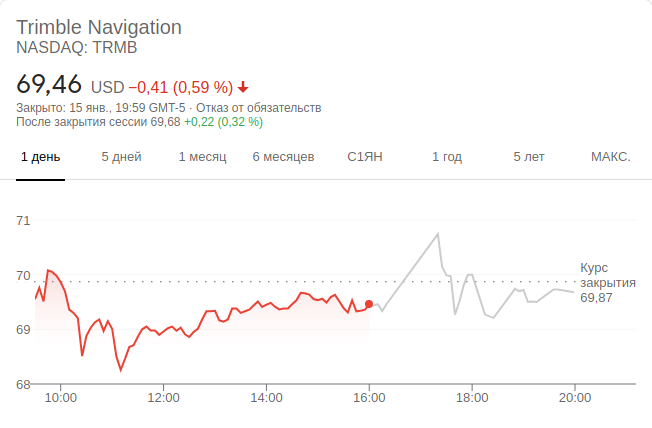 Trimble Navigation
NASDAQ: TRMB
69,46 USD −0,41 (0,59 %)
Закрыто: 15 янв., 19:59 GMT-5 · Отказ от обязательств
После закрытия сессии 69,68 +0,22 (0,32 %)
1 день 5 дней 1 месяц 6 месяцев С1ЯН 1 год 5 лет МАКС.
71
70
69
68
Курс
закрытия
69,87
10:00 12:00 14:00 16:00 18:00 20:00